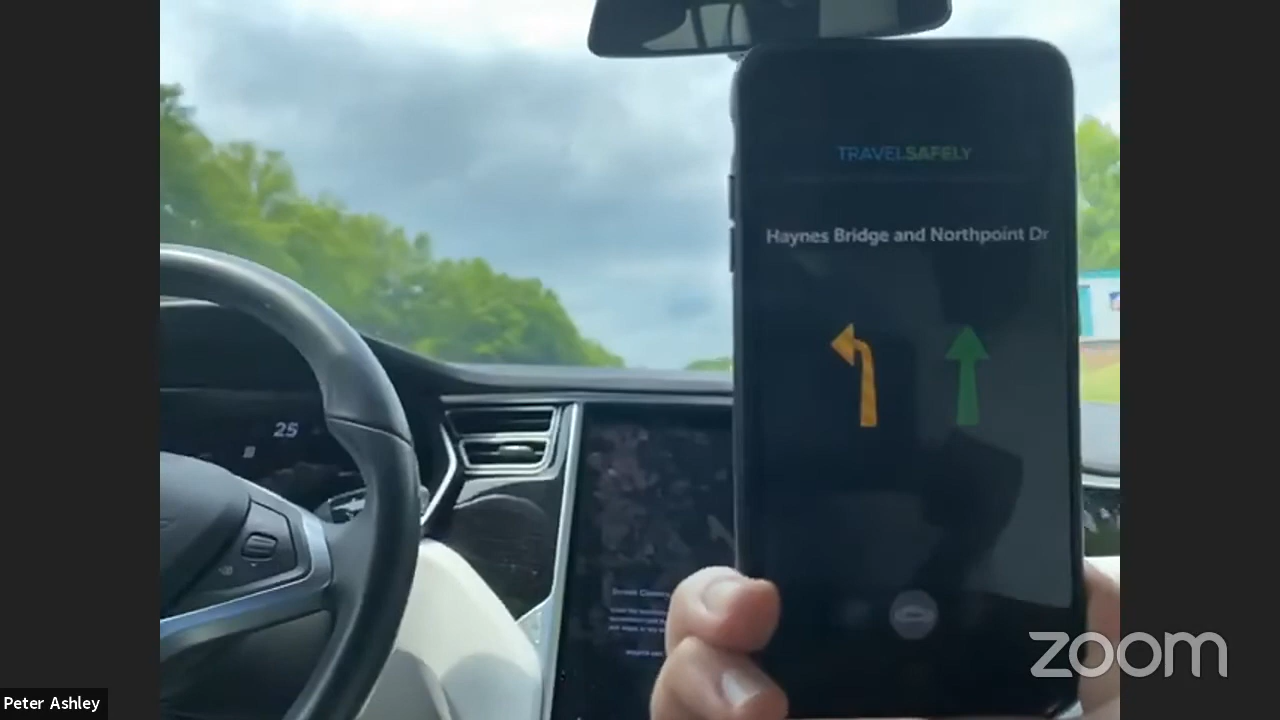 TRAVELSAFELY
Haynes Bridge and Northpoint Dr
25
zoom
Peter Ashley